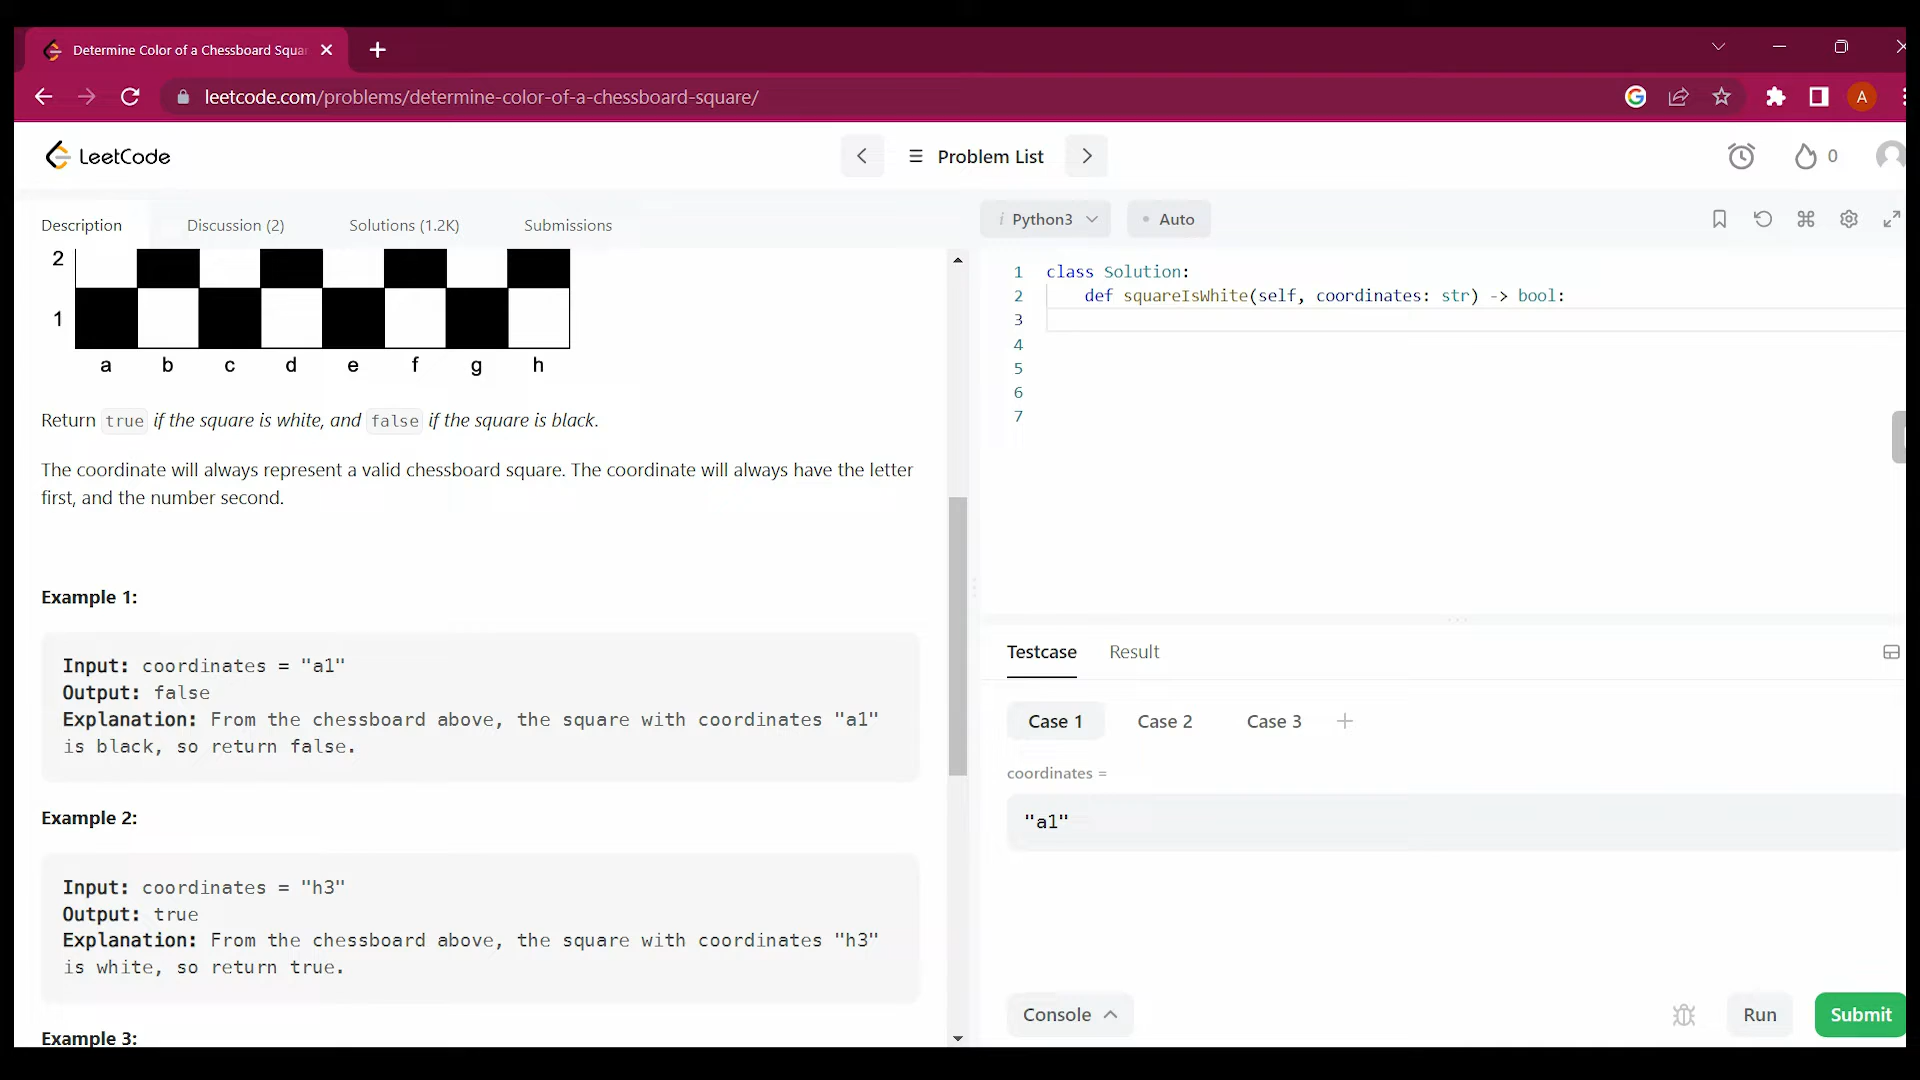 Determine Color of a Chessboard Squa
leetcode.com/problems/determine-color-of-a-chessboard-square/
A
LeetCode
Problem List
0
Description
Discussion (2)
Solutions (1.2K)
Submissions
2
1
a b c d e f g h
Return true if the square is white, and false if the square is black.
The coordinate will always represent a valid chessboard square. The coordinate will always have the letter
first, and the number second.
Example 1:
Input: coordinates = "a1"
Output: false
Explanation: From the chessboard above, the square with coordinates "a1"
is black, so return false.
Example 2:
Input: coordinates = "h3"
Output: true
Explanation: From the chessboard above, the square with coordinates "h3"
is white, so return true.
Example 3:
i Python3
Auto
1 class Solution:
2 def squareIsWhite(self, coordinates: str) -> bool:
3
4
5
6
7
Testcase
Result
Case 1
Case 2
Case 3
coordinates =
"a1"
Console
Run
Submit